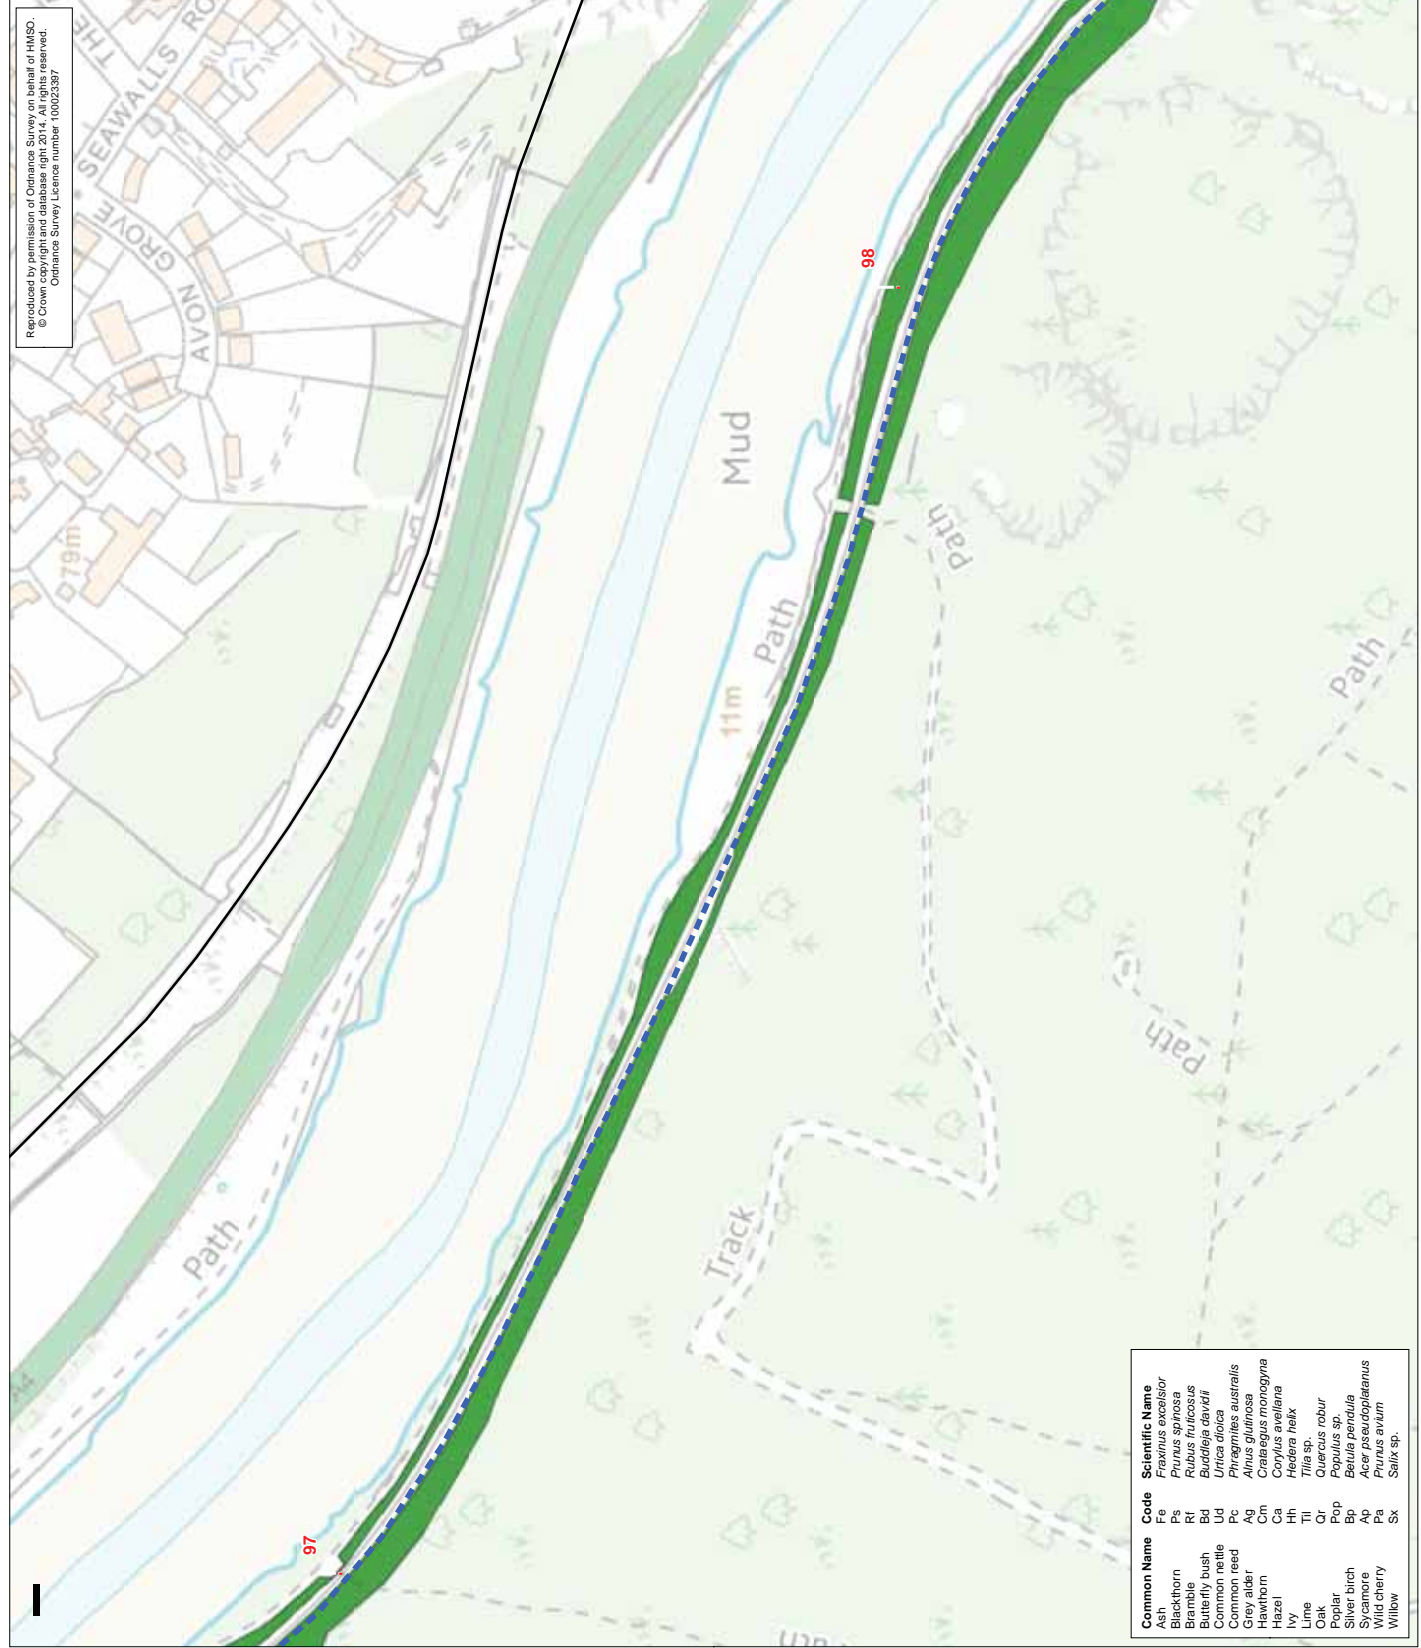 Reproduced by permission of Ordnance Survey on behalf of HMSO.
© Crown copyright and database right 2014. All rights reserved.
Ordnance Survey Licence number 100023397
THE
SEAWALLS RO
AVON GROVE
79m
A4
Path
Mud
Path
11m
98
97
Path
Path
Path
Track
Path
Common Name Code Scientific Name
Ash Fe Fraxinus excelsior
Blackthorn Ps Prunus spinosa
Bramble Rf Rubus fruticosus
Butterfly bush Bd Buddleja davidii
Common nettle Ud Urtica dioica
Common reed Pc Phragmites australis
Grey alder Ag Alnus glutinosa
Hawthorn Cm Crataegus monogyna
Hazel Ca Corylus avellana
Ivy Hh Hedera helix
Lime Til Tilia sp.
Oak Qr Quercus robur
Poplar Pop Populus sp.
Silver birch Bp Betula pendula
Sycamore Ap Acer pseudoplatanus
Wild cherry Pa Prunus avium
Willow Sx Salix sp.